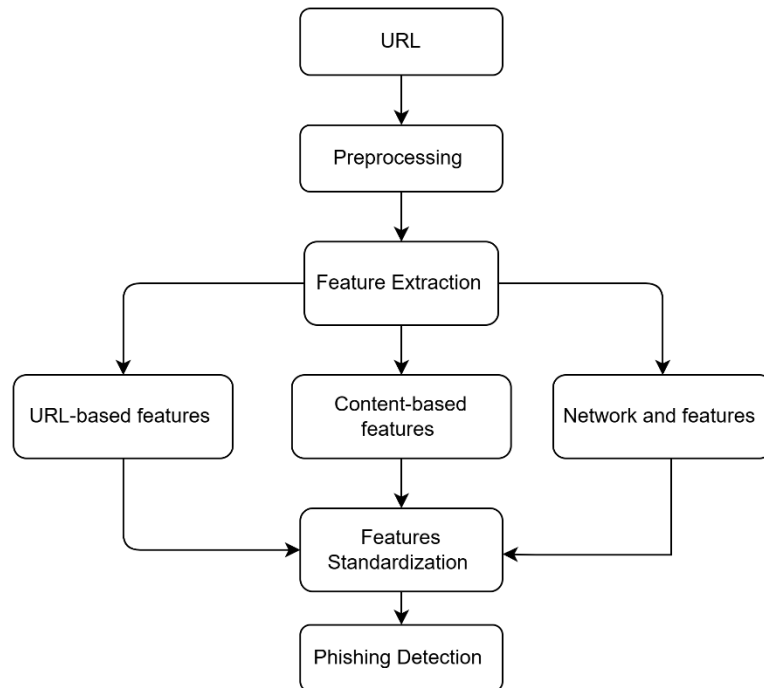 URL
Preprocessing
Feature Extraction
URL-based features
Content-based
features
Network and features
Features
Standardization
Phishing Detection